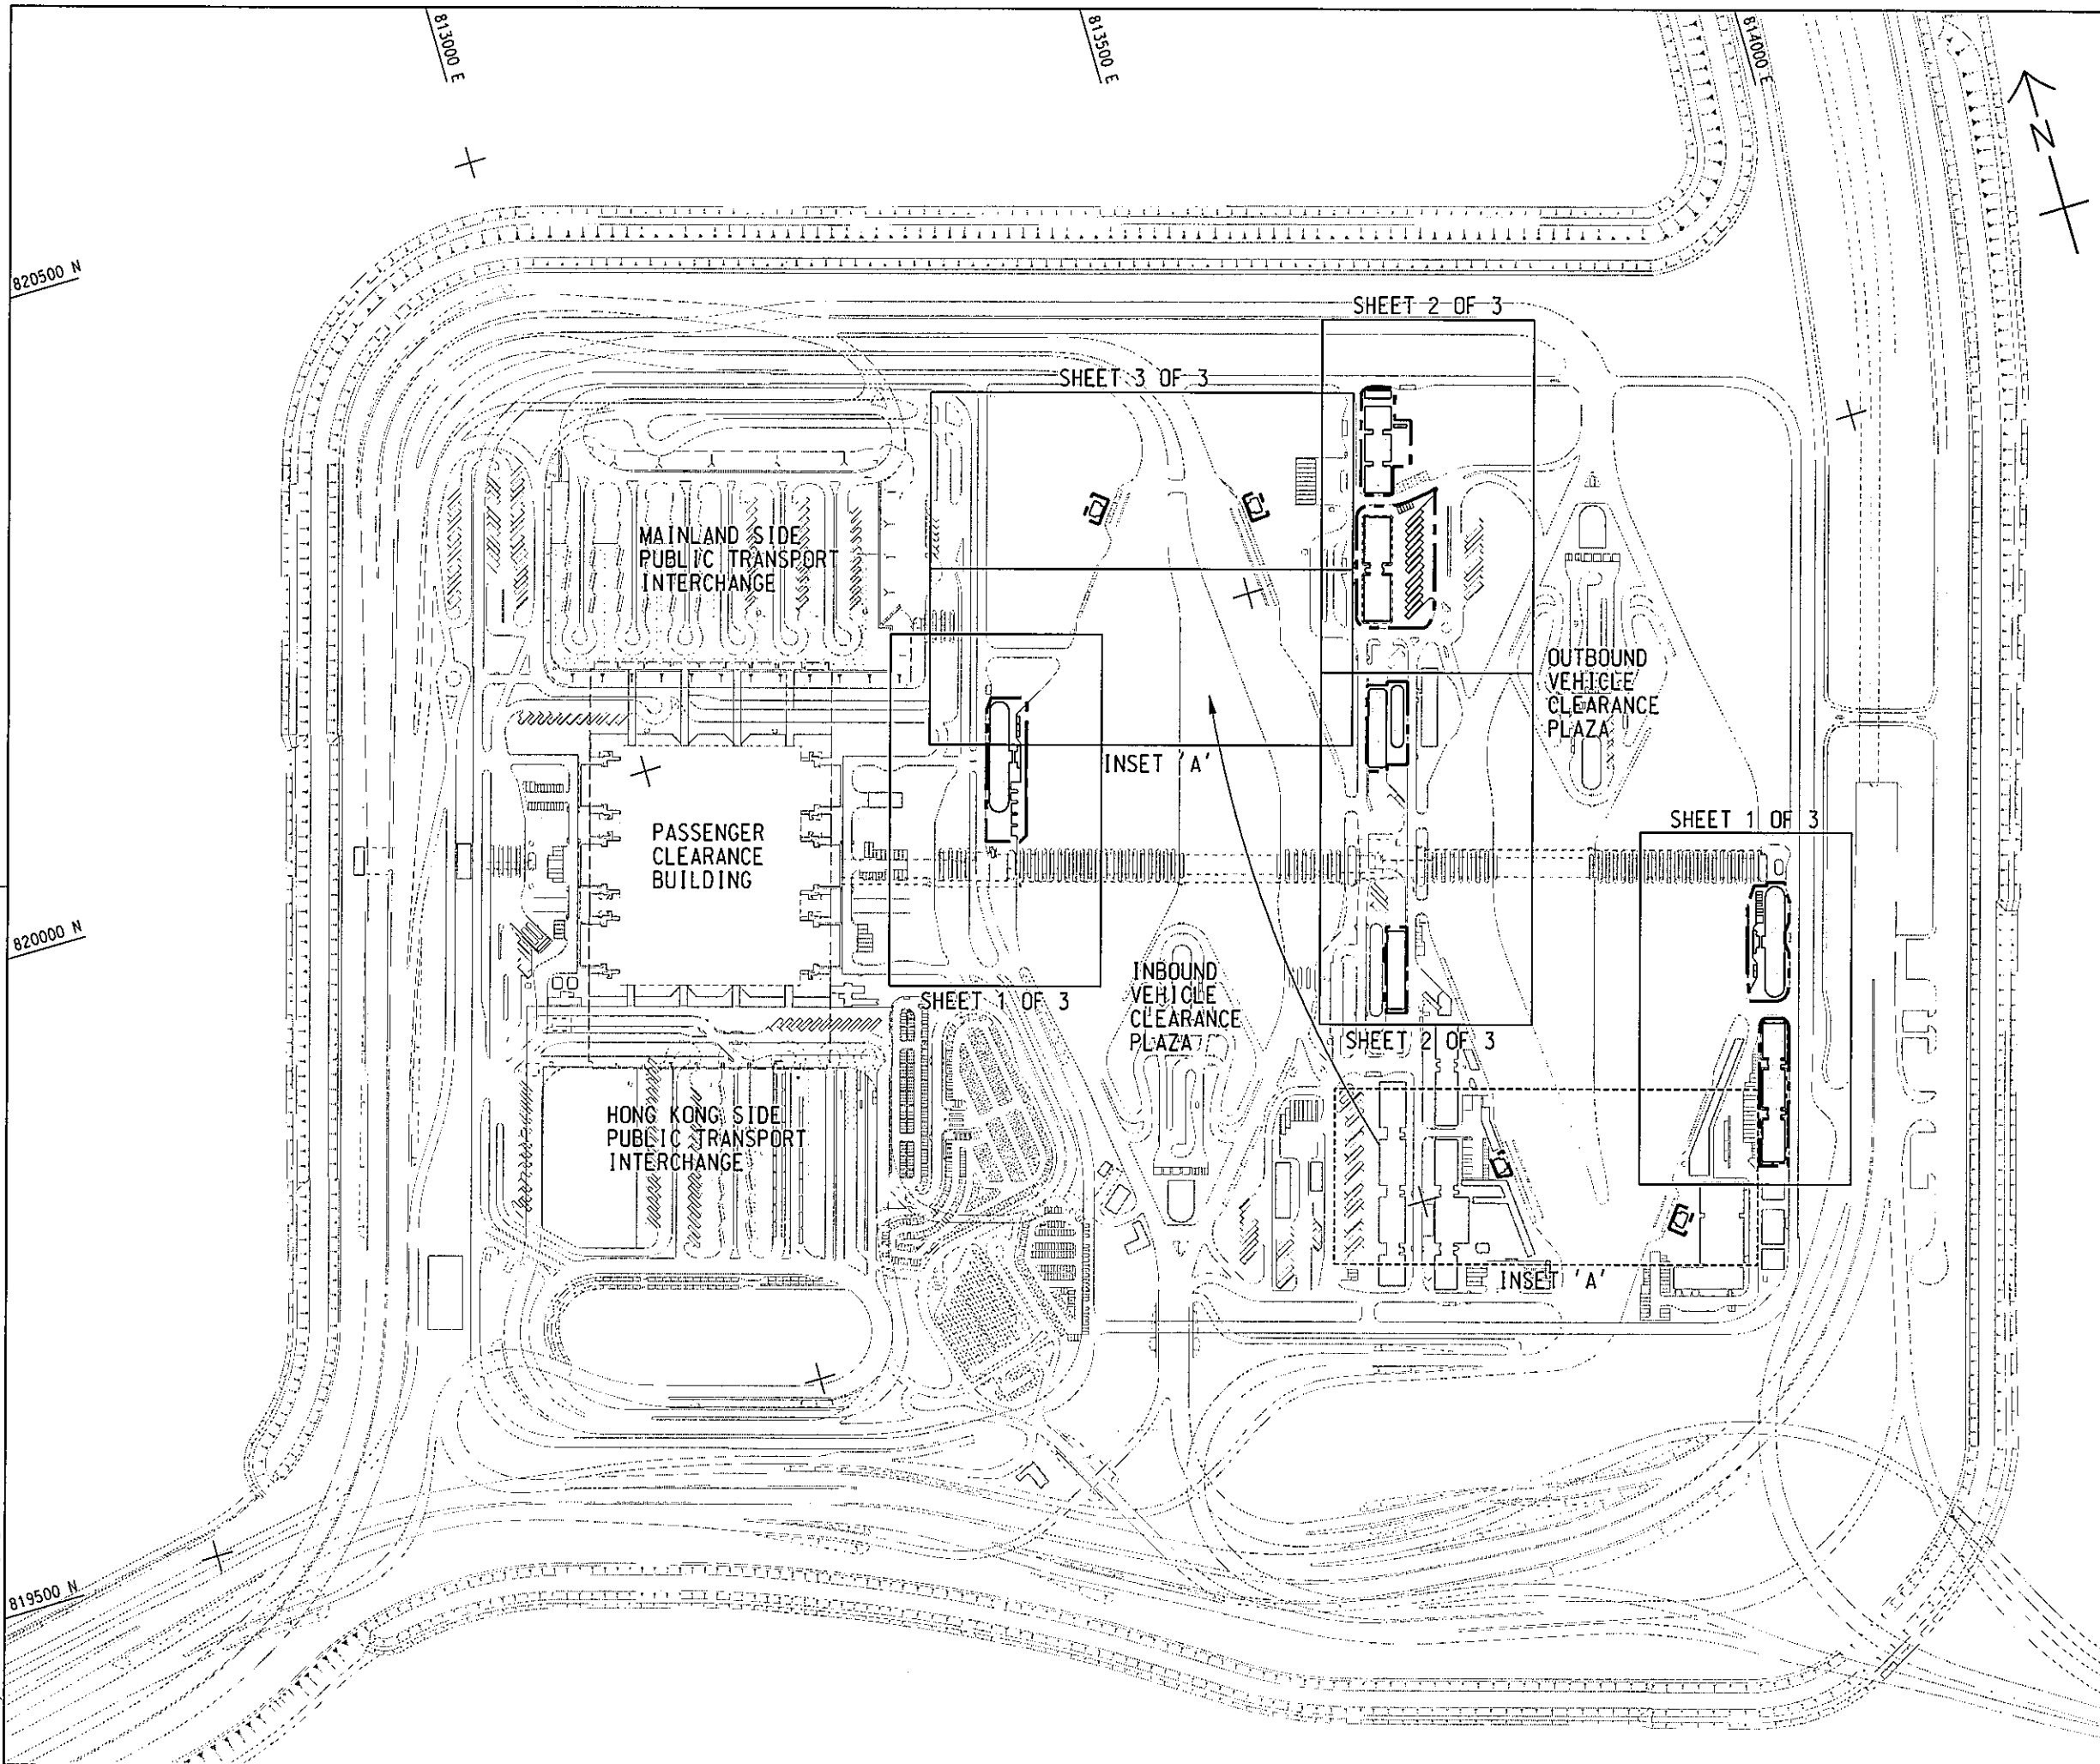 813000 E
813500 E
814000 E
N
820500 N
SHEET 2 OF 3
SHEET 3 OF 3
MAINLAND SIDE
PUBLIC TRANSPORT
INTERCHANGE
OUTBOUND
VEHICLE
CLEARANCE
PLAZA
INSET 'A'
SHEET 1 OF 3
PASSENGER
CLEARANCE
BUILDING
820000 N
INBOUND
VEHICLE
CLEARANCE
PLAZA
SHEET 1 OF 3
SHEET 2 OF 3
HONG KONG SIDE
PUBLIC TRANSPORT
INTERCHANGE
INSET 'A'
819500 N